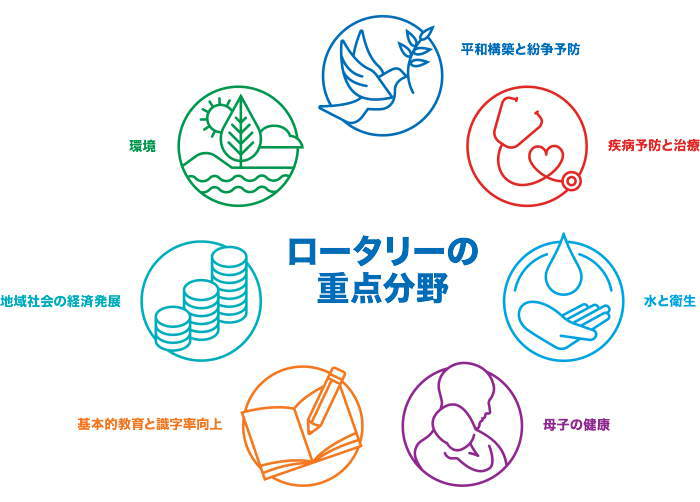 平和構築と紛争予防
環境
疾病予防と治療
ロータリーの
重点分野
地域社会の経済発展
水と衛生
基本的教育と識字率向上
母子の健康